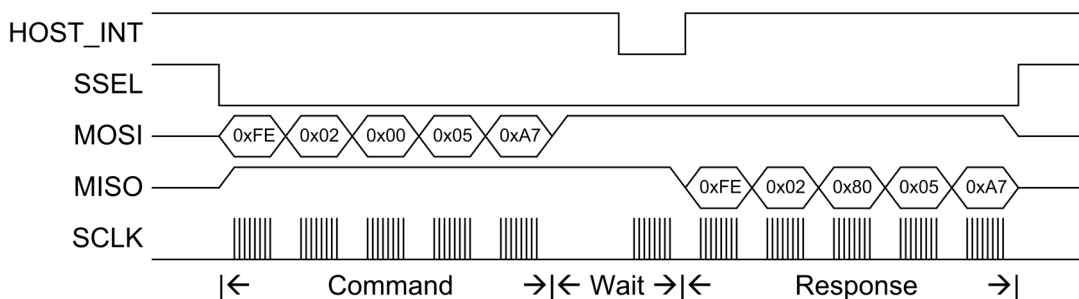 HOST_INT
SSEL
MOSI 0xFE 0x02 0x00 0x05 0xA7
MISO 0xFE 0x02 0x80 0x05 0xA7
SCLK
Command Wait Response